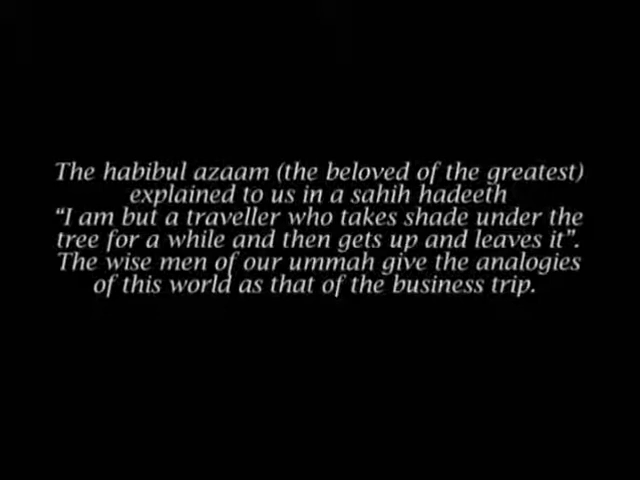 The habibul azaam (the beloved of the greatest)
explained to us in a sahih hadeeth
“I am but a traveller who takes shade under the
tree for a while and then gets up and leaves it”.
The wise men of our ummah give the analogies
of this world as that of the business trip.